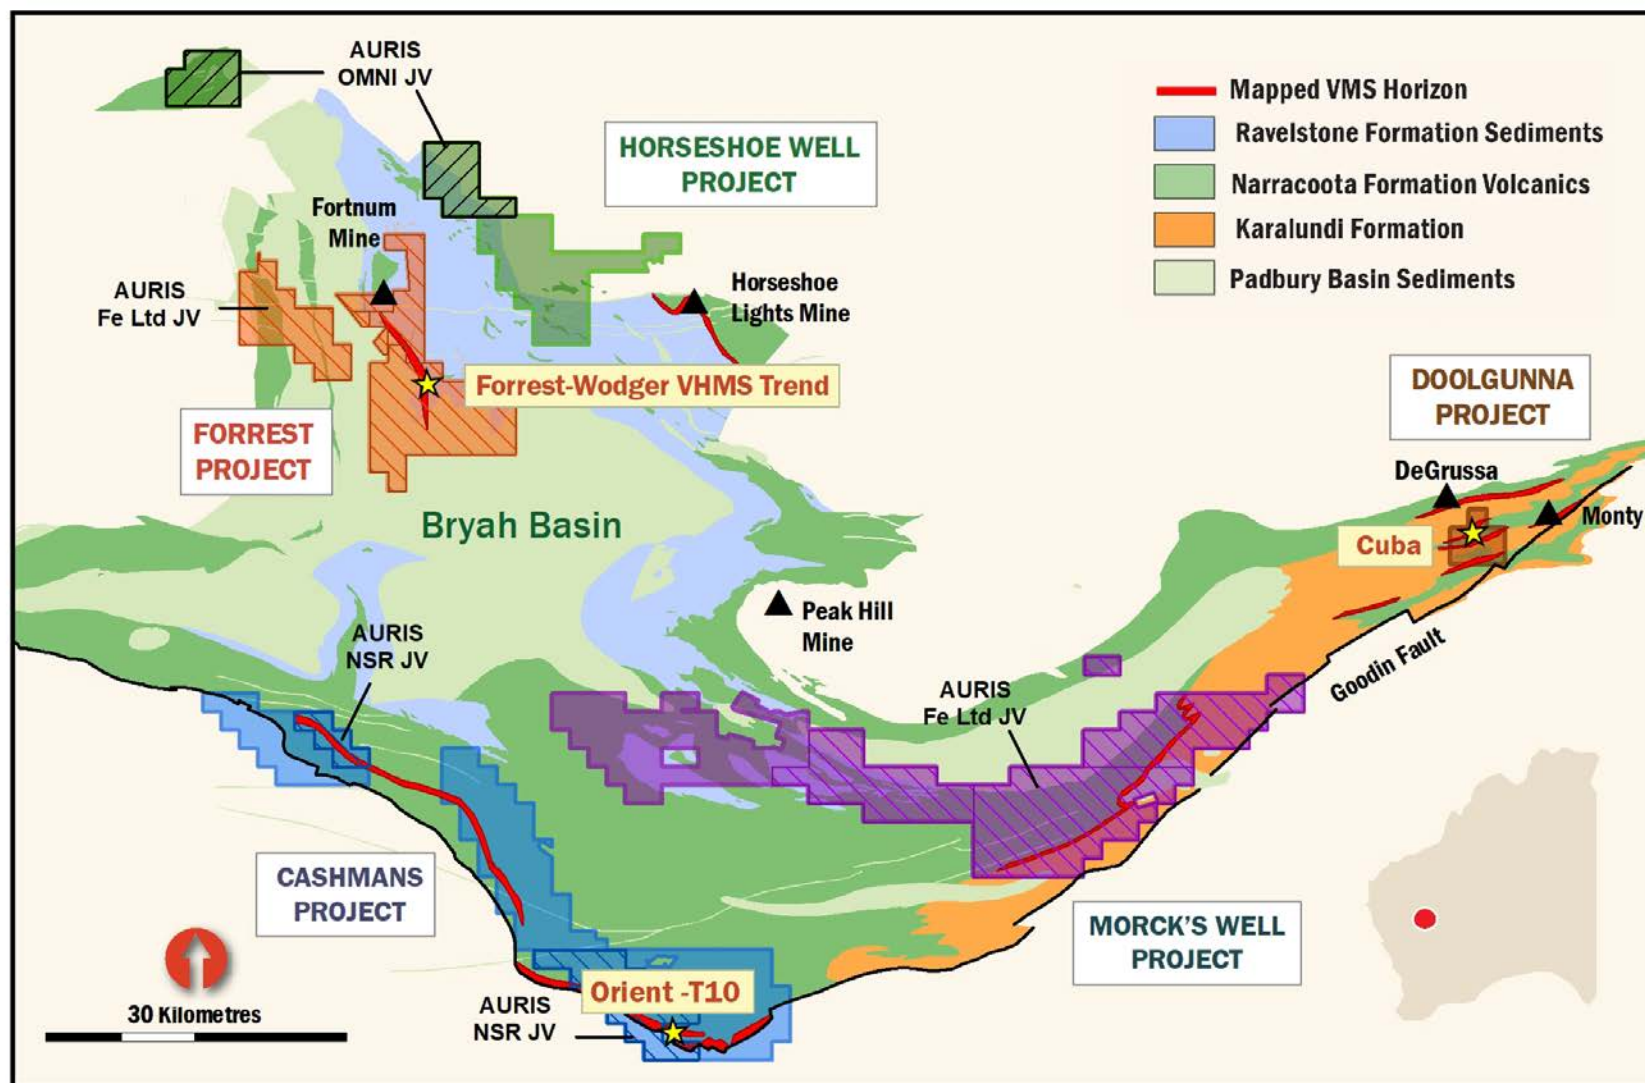 AURIS
OMNI JV
Mapped VMS Horizon
Ravelstone Formation Sediments
Narracoota Formation Volcanics
Karalundi Formation
Padbury Basin Sediments
HORSESHOE WELL
PROJECT
Fortnum
Mine
AURIS
Fe Ltd JV
Horseshoe
Lights Mine
Forrest-Wodger VHMS Trend
FORREST
PROJECT
DOOLGUNNA
PROJECT
DeGrussa
Monty
Cuba
Bryah Basin
Peak Hill
Mine
AURIS
NSR JV
Goodin Fault
AURIS
Fe Ltd JV
CASHMANS
PROJECT
MORCK'S WELL
PROJECT
Orient -T10
AURIS
NSR JV
30 Kilometres